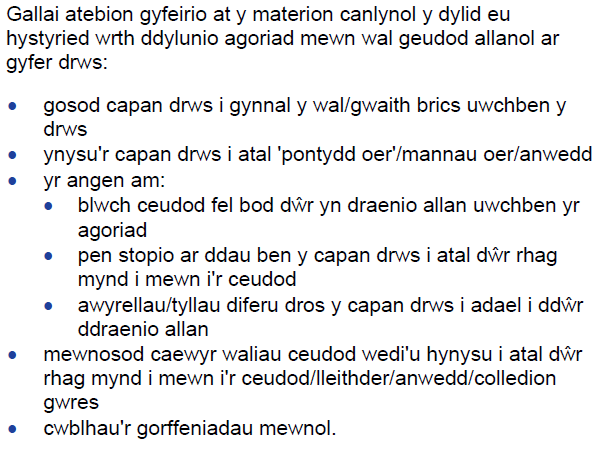 Gallai atebion gyfeirio at y materion canlynol y dylid eu
hystyried wrth ddylunio agoriad mewn wal geudod allanol ar
gyfer drws:
• gosod capan drws i gynnal y wal/gwaith brics uwchben y
drws
• ynysu'r capan drws i atal 'pontydd oer'/mannau oer/anwedd
• yr angen am:
• blwch ceudod fel bod dŵr yn draenio allan uwchben yr
agoriad
• pen stopio ar ddau ben y capan drws i atal dŵr rhag
mynd i mewn i'r ceudod
• awyrellau/tyllau diferu dros y capan drws i adael i ddŵr
ddraenio allan
• mewnosod caewyr waliau ceudod wedi'u hynysu i atal dŵr
rhag mynd i mewn i'r ceudod/lleithder/anwedd/colledion
gwres
• cwblhau'r gorffeniadau mewnol.